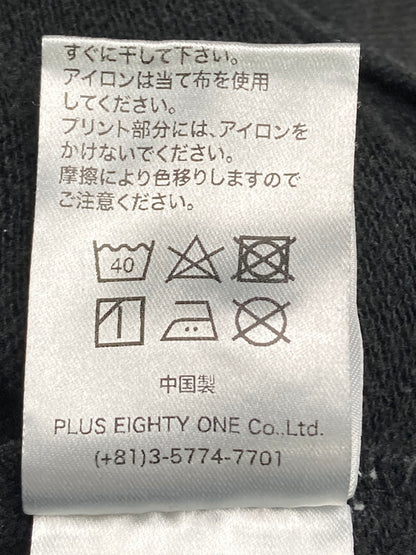 すぐに干して下さい。
アイロンは当て布を使用
してください。
プリント部分には、アイロンを
かけないでください。
摩擦により色移りしますので
ご注意ください。
40
中国製
PLUS EIGHTY ONE Co.,Ltd.
(+81)3-5774-7701